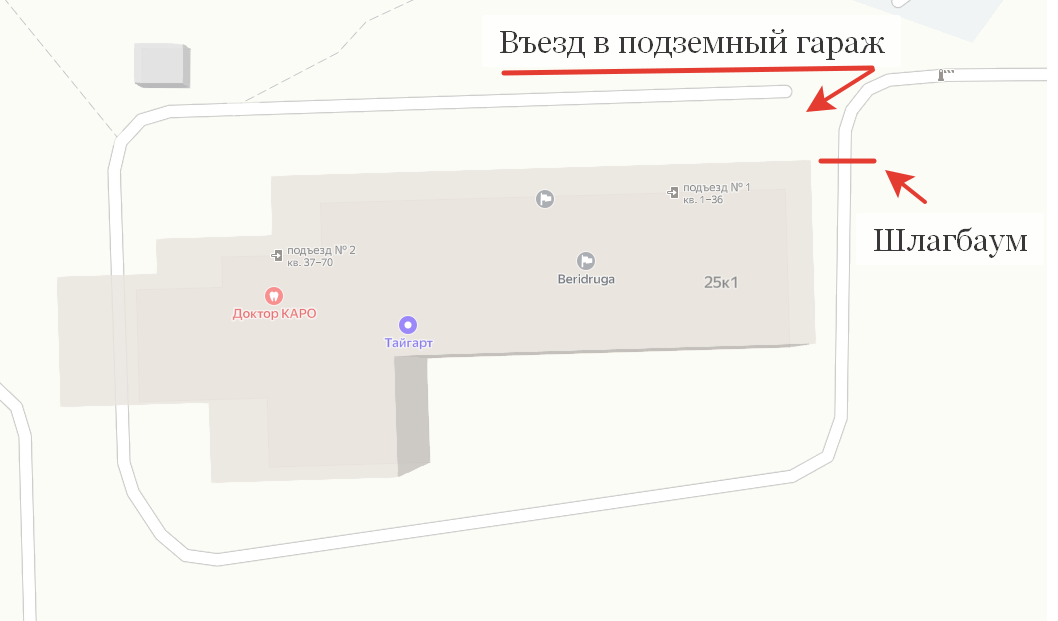 Въезд в подземный гараж
подъезд № 1
кв. 1–36
подъезд № 2
кв. 37–70
Beridruga
25к1
Доктор КАРО
Тайгарт
Шлагбаум